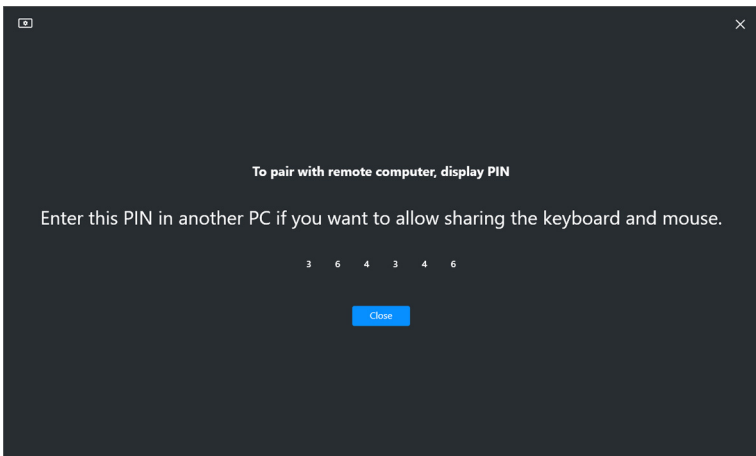 To pair with remote computer, display PIN
Enter this PIN in another PC if you want to allow sharing the keyboard and mouse.
3 6 4 3 4 6
Close